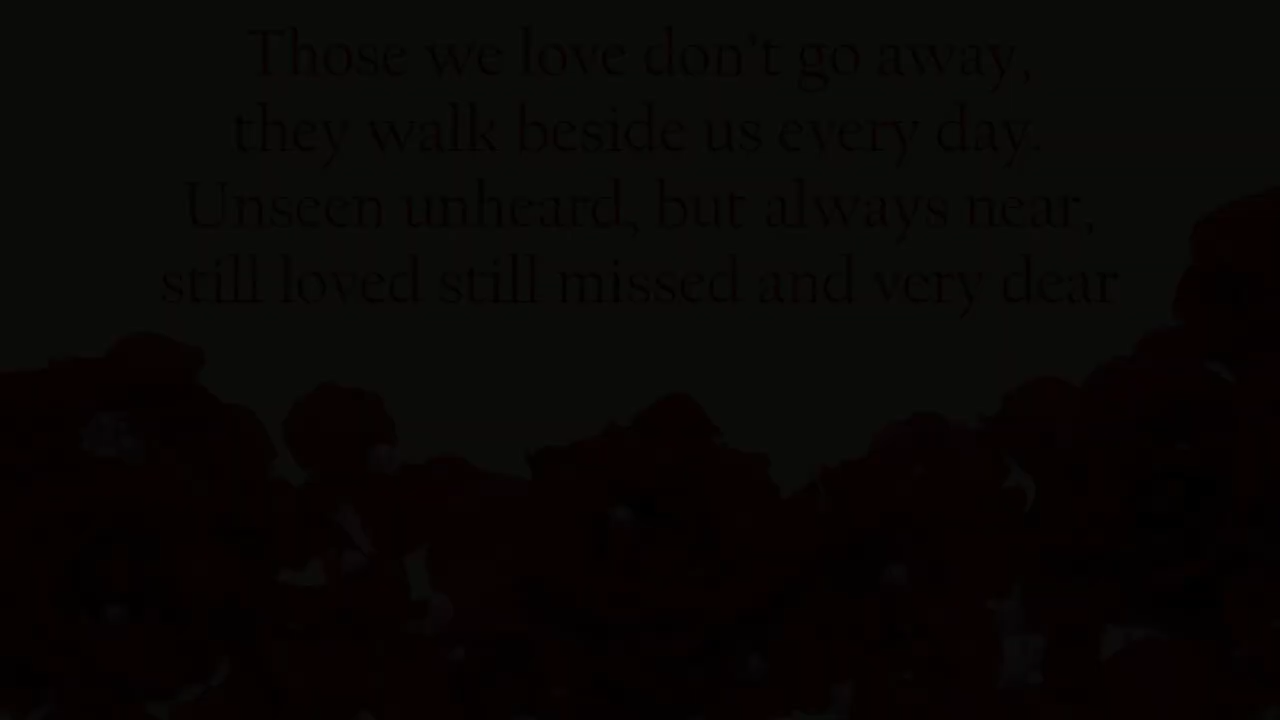 Those we love don't go away,
they walk beside us every day.
Unseen unheard, but always near,
still loved still missed and very dear